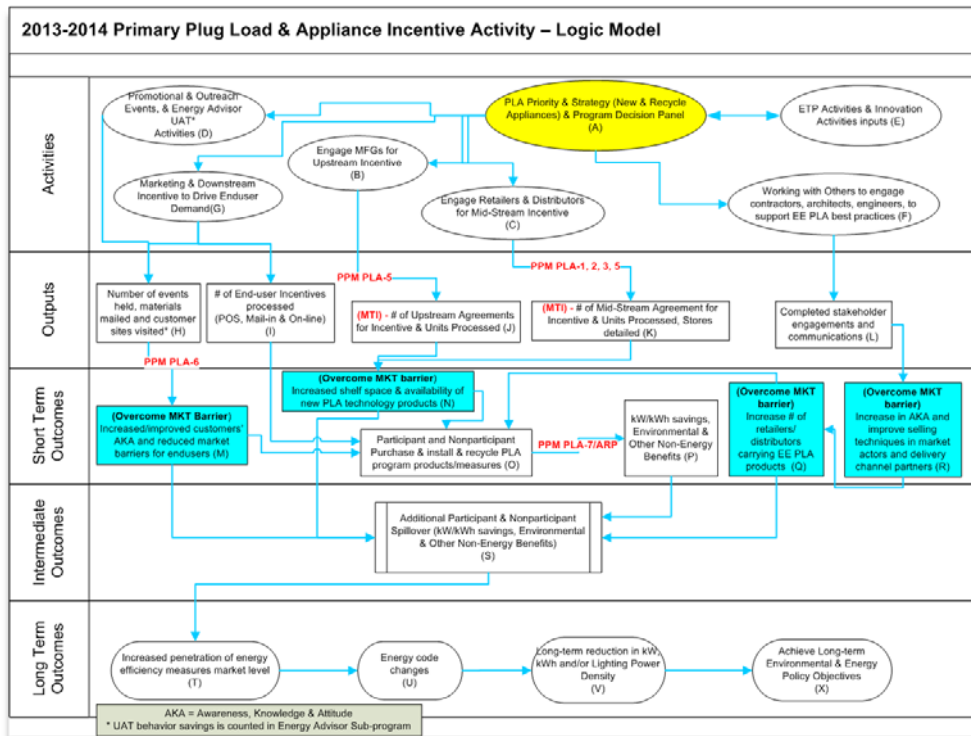 2013-2014 Primary Plug Load & Appliance Incentive Activity – Logic Model
Activities
Promotional & Outreach
Events, & Energy Advisor
UAT*
Activities (D)
PLA Priority & Strategy (New & Recycle
Appliances) & Program Decision Panel
(A)
ETP Activities & Innovation
Activities inputs (E)
Engage MFGs for
Upstream Incentive
(B)
Marketing & Downstream
Incentive to Drive Enduser
Demand(G)
Engage Retailers & Distributors
for Mid-Stream Incentive
(C)
Working with Others to engage
contractors, architects, engineers, to
support EE PLA best practices (F)
Outputs
PPM PLA-5
PPM PLA-1, 2, 3, 5
Number of events
held, materials
mailed and customer
sites visited* (H)
# of End-user Incentives
processed
(POS, Mail-in & On-line)
(I)
(MTI) - # of Upstream Agreements
for Incentive & Units Processed (J)
(MTI) - # of Mid-Stream Agreement for
Incentive & Units Processed, Stores
detailed (K)
Completed stakeholder
engagements and
communications (L)
PPM PLA-6
Short Term
Outcomes
(Overcome MKT Barrier)
Increased/improved customers'
AKA and reduced market
barriers for endusers (M)
(Overcome MKT barrier)
Increased shelf space & availability of
new PLA technology products (N)
Participant and Nonparticipant
Purchase & install & recycle PLA
program products/measures (O)
PPM PLA-7/ARP
kW/kWh savings,
Environmental &
Other Non-Energy
Benefits (P)
(Overcome MKT
barrier)
Increase # of
retailers/
distributors
carrying EE PLA
products (Q)
(Overcome MKT
barrier)
Increase in AKA and
improve selling
techniques in market
actors and delivery
channel partners (R)
Intermediate
Outcomes
Additional Participant & Nonparticipant
Spillover (kW/kWh savings, Environmental &
Other Non-Energy Benefits)
(S)
Long Term
Outcomes
Increased penetration of energy
efficiency measures market level
(T)
Energy code
changes
(U)
Long-term reduction in kW,
kWh and/or Lighting Power
Density
(V)
Achieve Long-term
Environmental & Energy
Policy Objectives
(X)
AKA = Awareness, Knowledge & Attitude
* UAT behavior savings is counted in Energy Advisor Sub-program